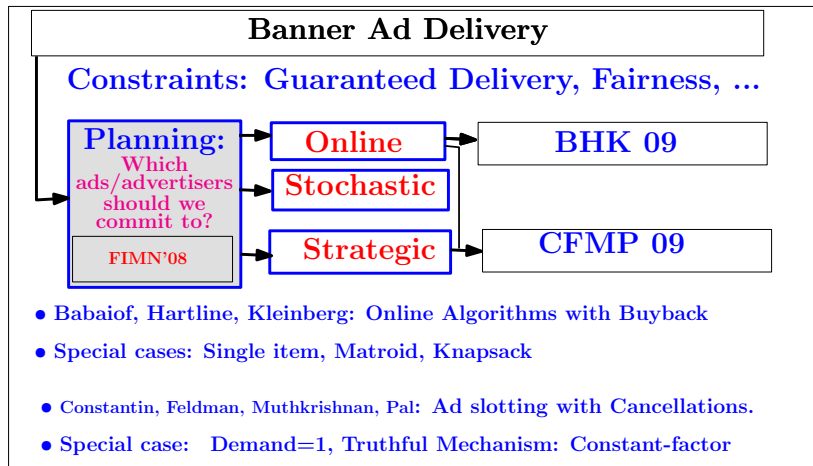 Banner Ad Delivery
Constraints: Guaranteed Delivery, Fairness, ...
Planning:
Which
ads/advertisers
should we
commit to?
FIMN'08
Online
Stochastic
Strategic
BHK 09
CFMP 09
• Babaiof, Hartline, Kleinberg: Online Algorithms with Buyback
• Special cases: Single item, Matroid, Knapsack
• Constantin, Feldman, Muthkrishnan, Pal: Ad slotting with Cancellations.
• Special case: Demand=1, Truthful Mechanism: Constant-factor